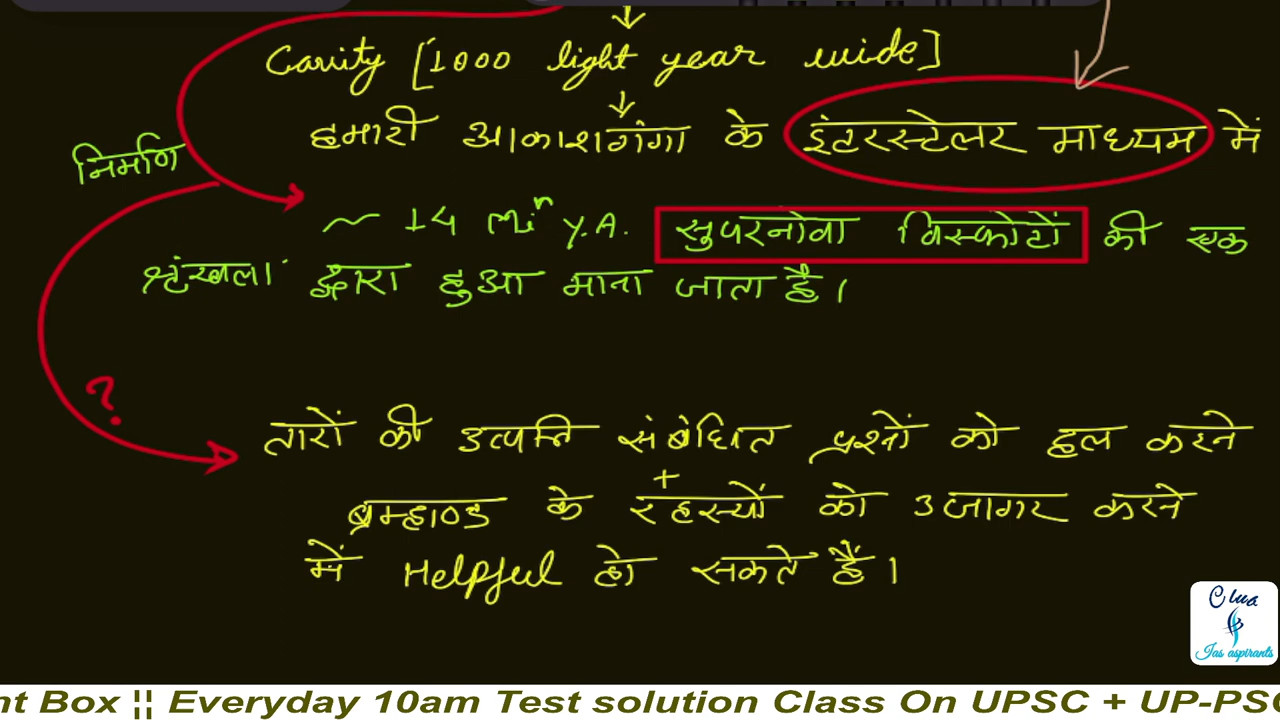 Cavity [1000 light year wide]
हमारी आकाशगंगा के इंटरस्टेलर माध्यम में
निर्माण
~ 14 Miⁿ Y.A. सुपरनोवा विस्फोटों की एक
श्रृंखला द्वारा हुआ माना जाता है।
?
तारों की उत्पत्ति संबंधित प्रश्नों को हल करने
+
ब्रम्हाण्ड के रहस्यों को उजागर करने
में Helpful हो सकते हैं।
Ias aspirants
nt Box ¦¦ Everyday 10am Test solution Class On UPSC + UP-PSC